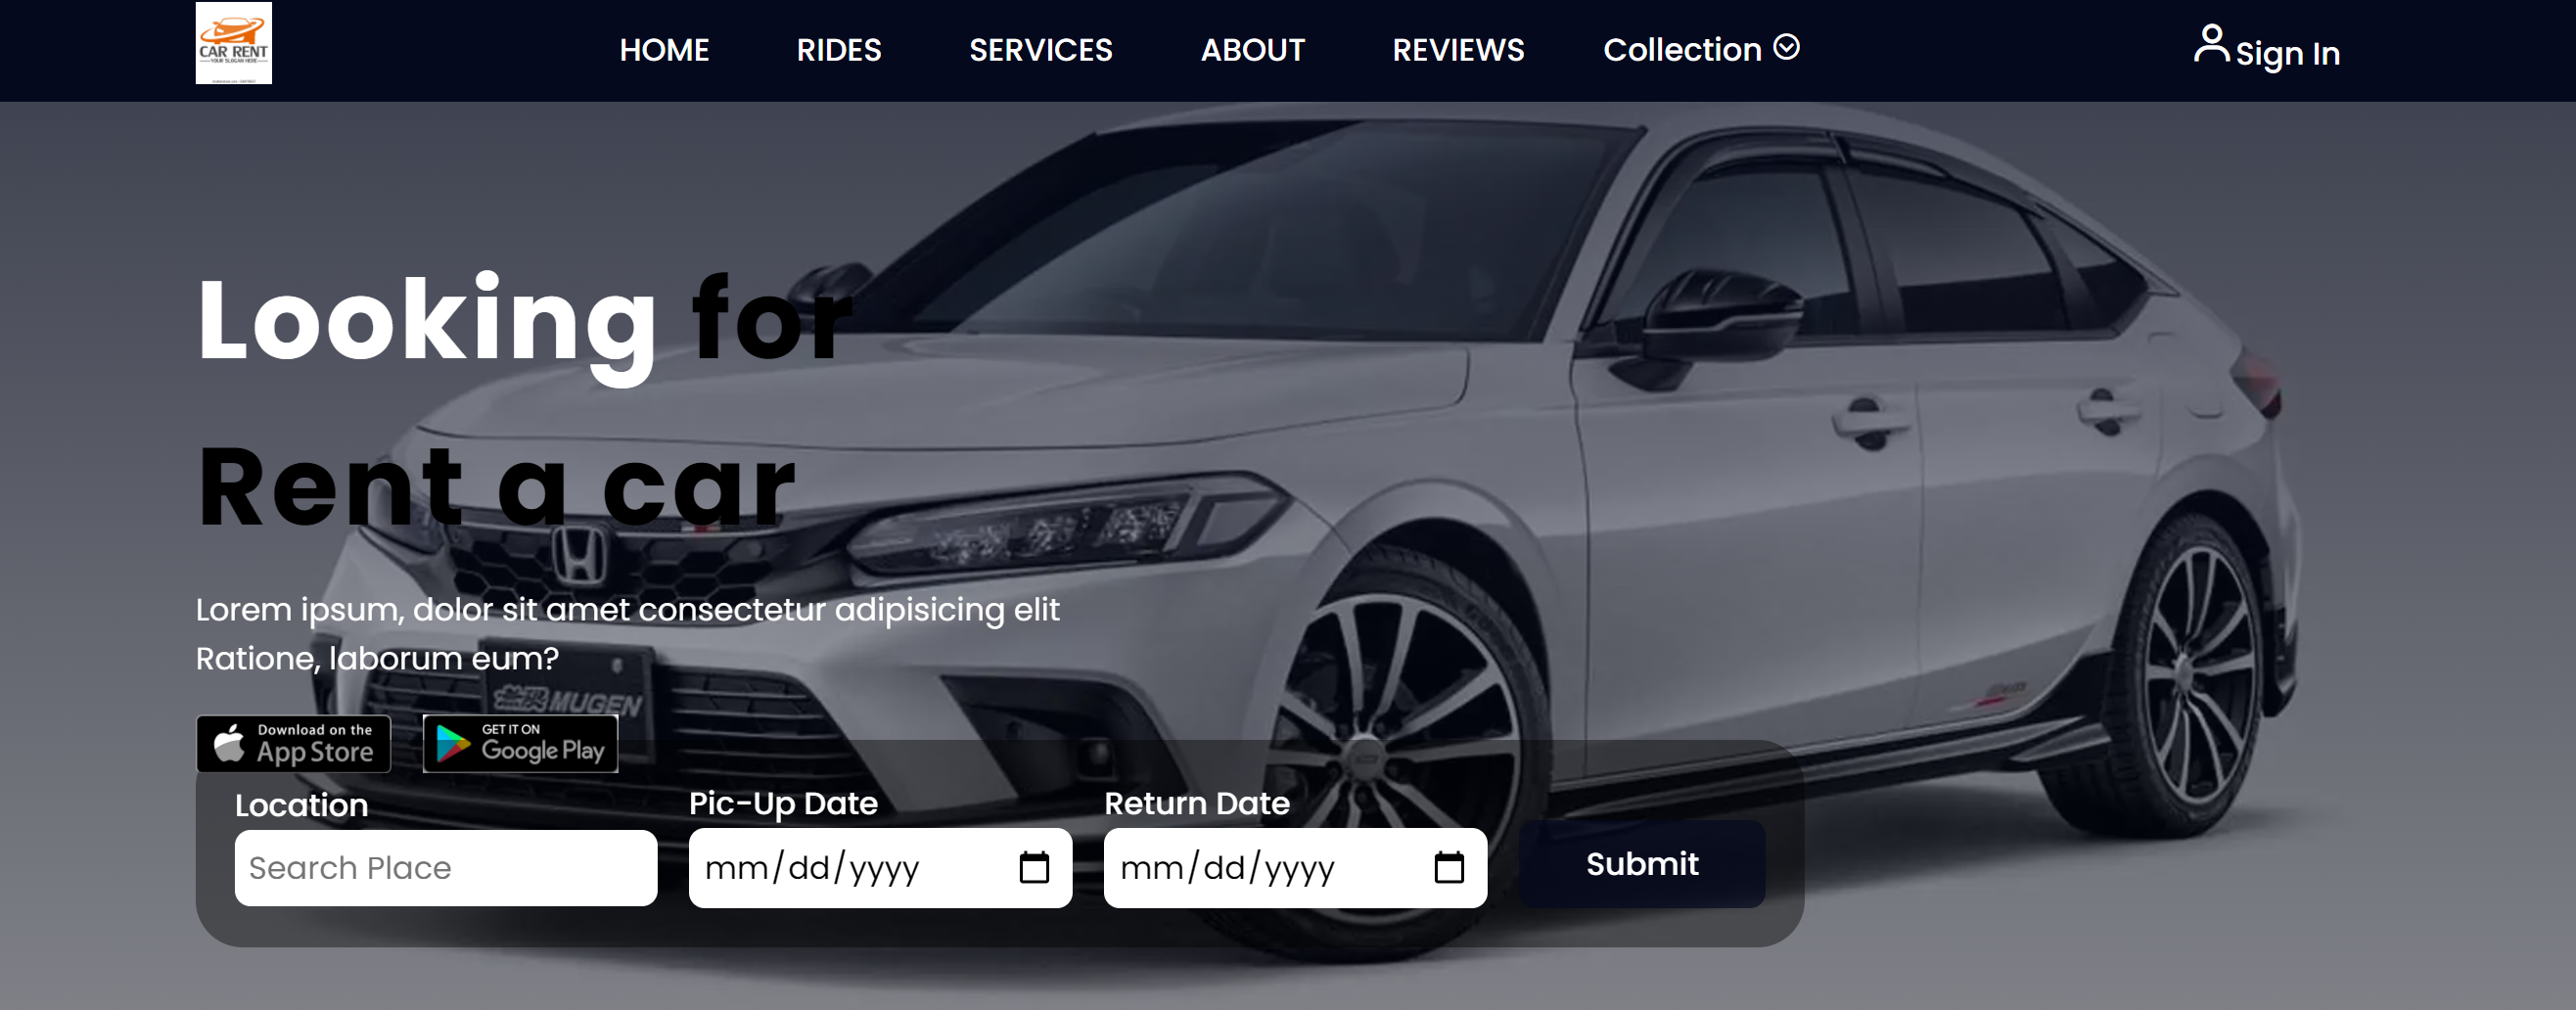 CAR RENT
YOUR SLOGAN HERE
HOME
RIDES
SERVICES
ABOUT
REVIEWS
Collection
Sign In
Looking for
Rent a car
Lorem ipsum, dolor sit amet consectetur adipisicing elit
Ratione, laborum eum?
MUGEN
Download on the
App Store
GET IT ON
Google Play
Location
Search Place
Pic-Up Date
mm/dd/yyyy
Return Date
mm/dd/yyyy
Submit